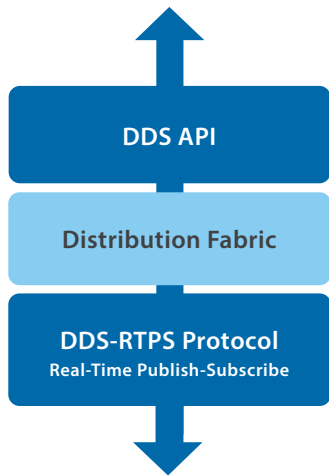 DDS API
Distribution Fabric
DDS-RTPS Protocol
Real-Time Publish-Subscribe